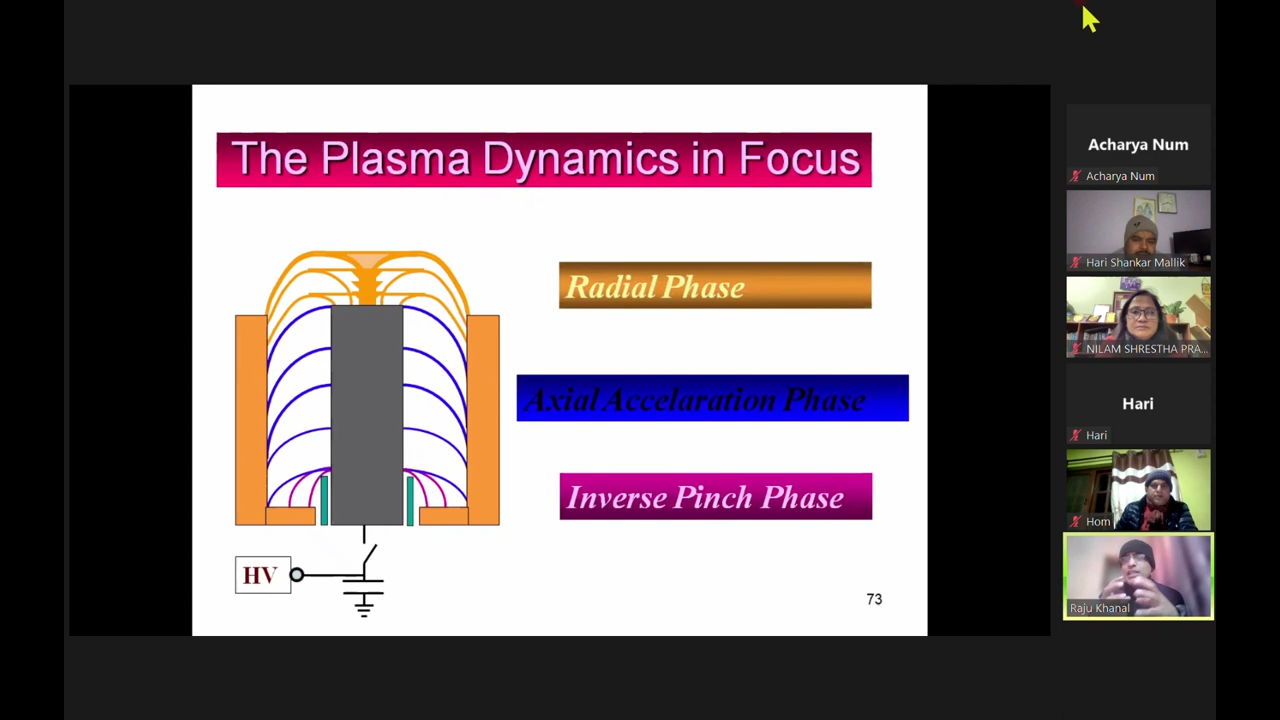 The Plasma Dynamics in Focus
Radial Phase
Axial Accelaration Phase
Inverse Pinch Phase
HV
73
Acharya Num
Acharya Num
Hari Shankar Mallik
NILAM SHRESTHA PRA...
Hari
Hari
Hom
Raju Khanal